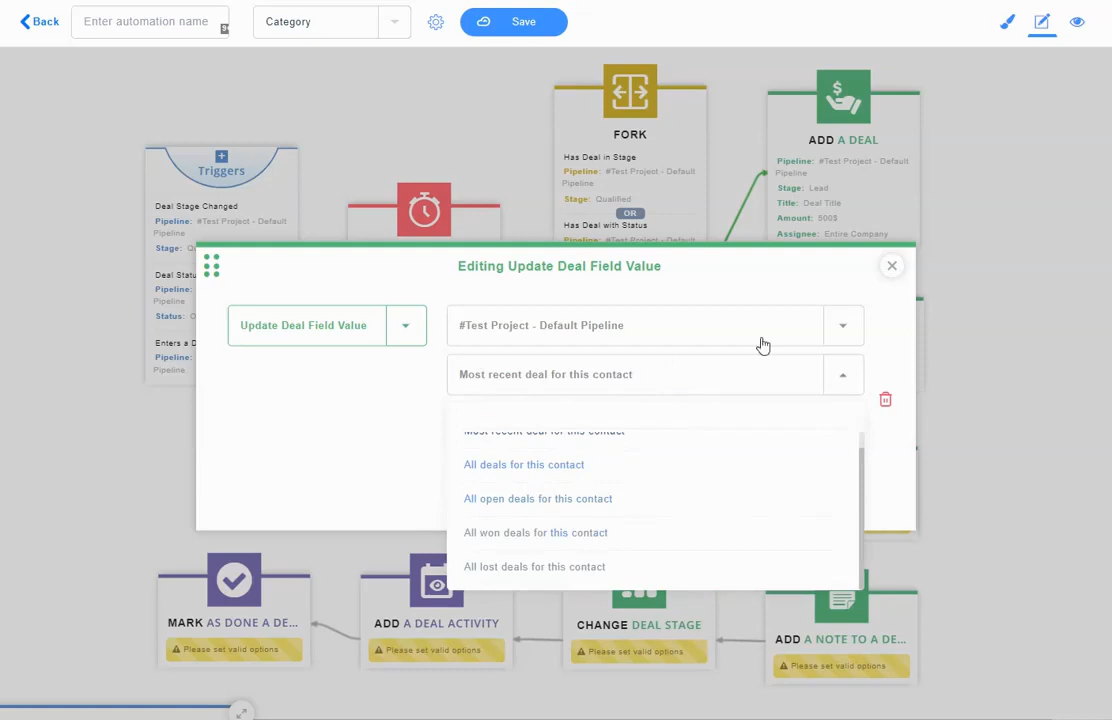 Back
Enter automation name
Category
Save
Triggers
Deal Stage Changed
Pipeline: #Test Project - Default
Pipeline
Stage:
Deal Statu
Pipeline:
Pipeline
Status:
Enters a D
Pipeline:
Pipeline
FORK
Has Deal in Stage
Pipeline: #Test Project - Default
Pipeline
Stage: Qualified
OR
Has Deal with Status
Pipeline: #Test Project - Default
ADD A DEAL
Pipeline: #Test Project - Default
Pipeline
Stage: Lead
Title: Deal Title
Amount: 500$
Assignee: Entire Company
Editing Update Deal Field Value
Update Deal Field Value
#Test Project - Default Pipeline
Most recent deal for this contact
Most recent deal for this contact
All deals for this contact
All open deals for this contact
All won deals for this contact
All lost deals for this contact
MARK AS DONE A DE...
Please set valid options
ADD A DEAL ACTIVITY
Please set valid options
CHANGE DEAL STAGE
Please set valid options
ADD A NOTE TO A DE...
Please set valid options